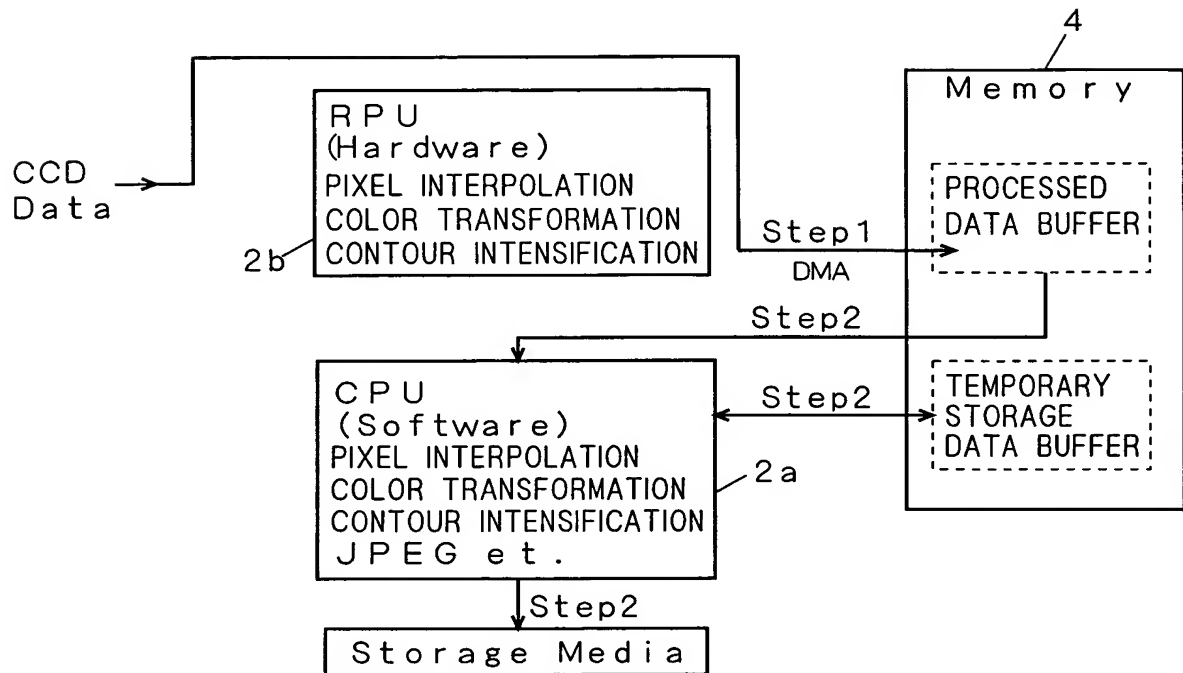 4
Memory
RPU
(Hardware)
PIXEL INTERPOLATION
COLOR TRANSFORMATION
CONTOUR INTENSIFICATION
2b
CCD
Data
Step1
DMA
PROCESSED
DATA BUFFER
Step2
CPU
(Software)
PIXEL INTERPOLATION
COLOR TRANSFORMATION
CONTOUR INTENSIFICATION
JPEG et.
2a
Step2
TEMPORARY
STORAGE
DATA BUFFER
Step2
Storage Media